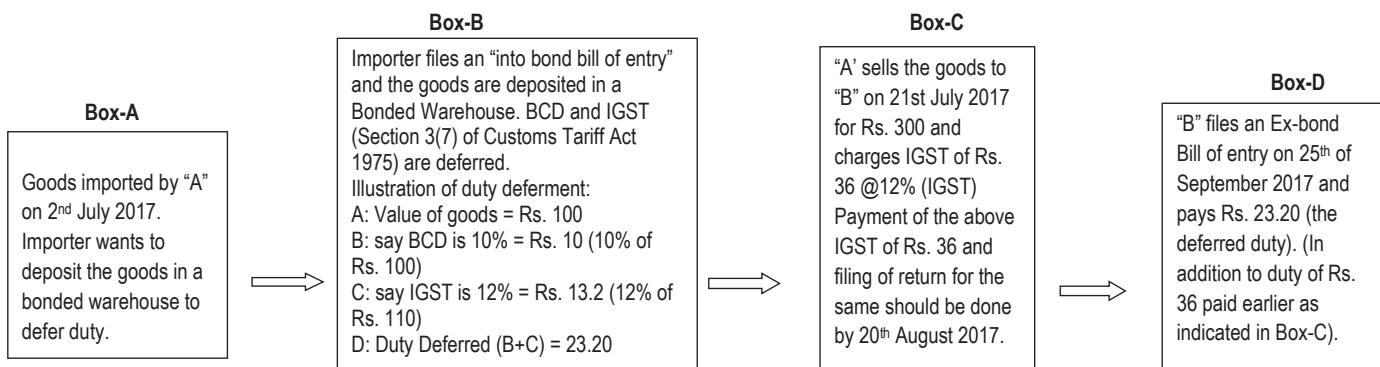 Box-A
Goods imported by “A”
on 2nd July 2017.
Importer wants to
deposit the goods in a
bonded warehouse to
defer duty.
Box-B
Importer files an “into bond bill of entry”
and the goods are deposited in a
Bonded Warehouse. BCD and IGST
(Section 3(7) of Customs Tariff Act
1975) are deferred.
Illustration of duty deferment:
A: Value of goods = Rs. 100
B: say BCD is 10% = Rs. 10 (10% of
Rs. 100)
C: say IGST is 12% = Rs. 13.2 (12% of
Rs. 110)
D: Duty Deferred (B+C) = 23.20
Box-C
“A’ sells the goods to
“B” on 21st July 2017
for Rs. 300 and
charges IGST of Rs.
36 @12% (IGST)
Payment of the above
IGST of Rs. 36 and
filing of return for the
same should be done
by 20th August 2017.
Box-D
“B” files an Ex-bond
Bill of entry on 25th of
September 2017 and
pays Rs. 23.20 (the
deferred duty). (In
addition to duty of Rs.
36 paid earlier as
indicated in Box-C).